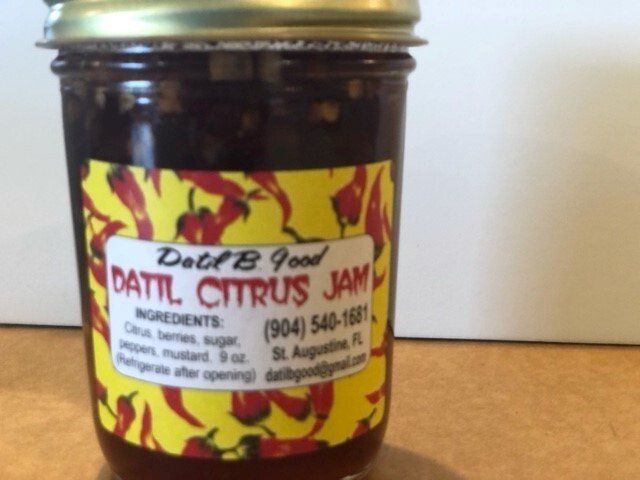 Datil B. Good
DATIL CITRUS JAM
INGREDIENTS:
Citrus, berries, sugar,
peppers, mustard, 9 oz.
(Refrigerate after opening)
(904) 540-1681
St. Augustine, FL
datilbgood@gmail.com